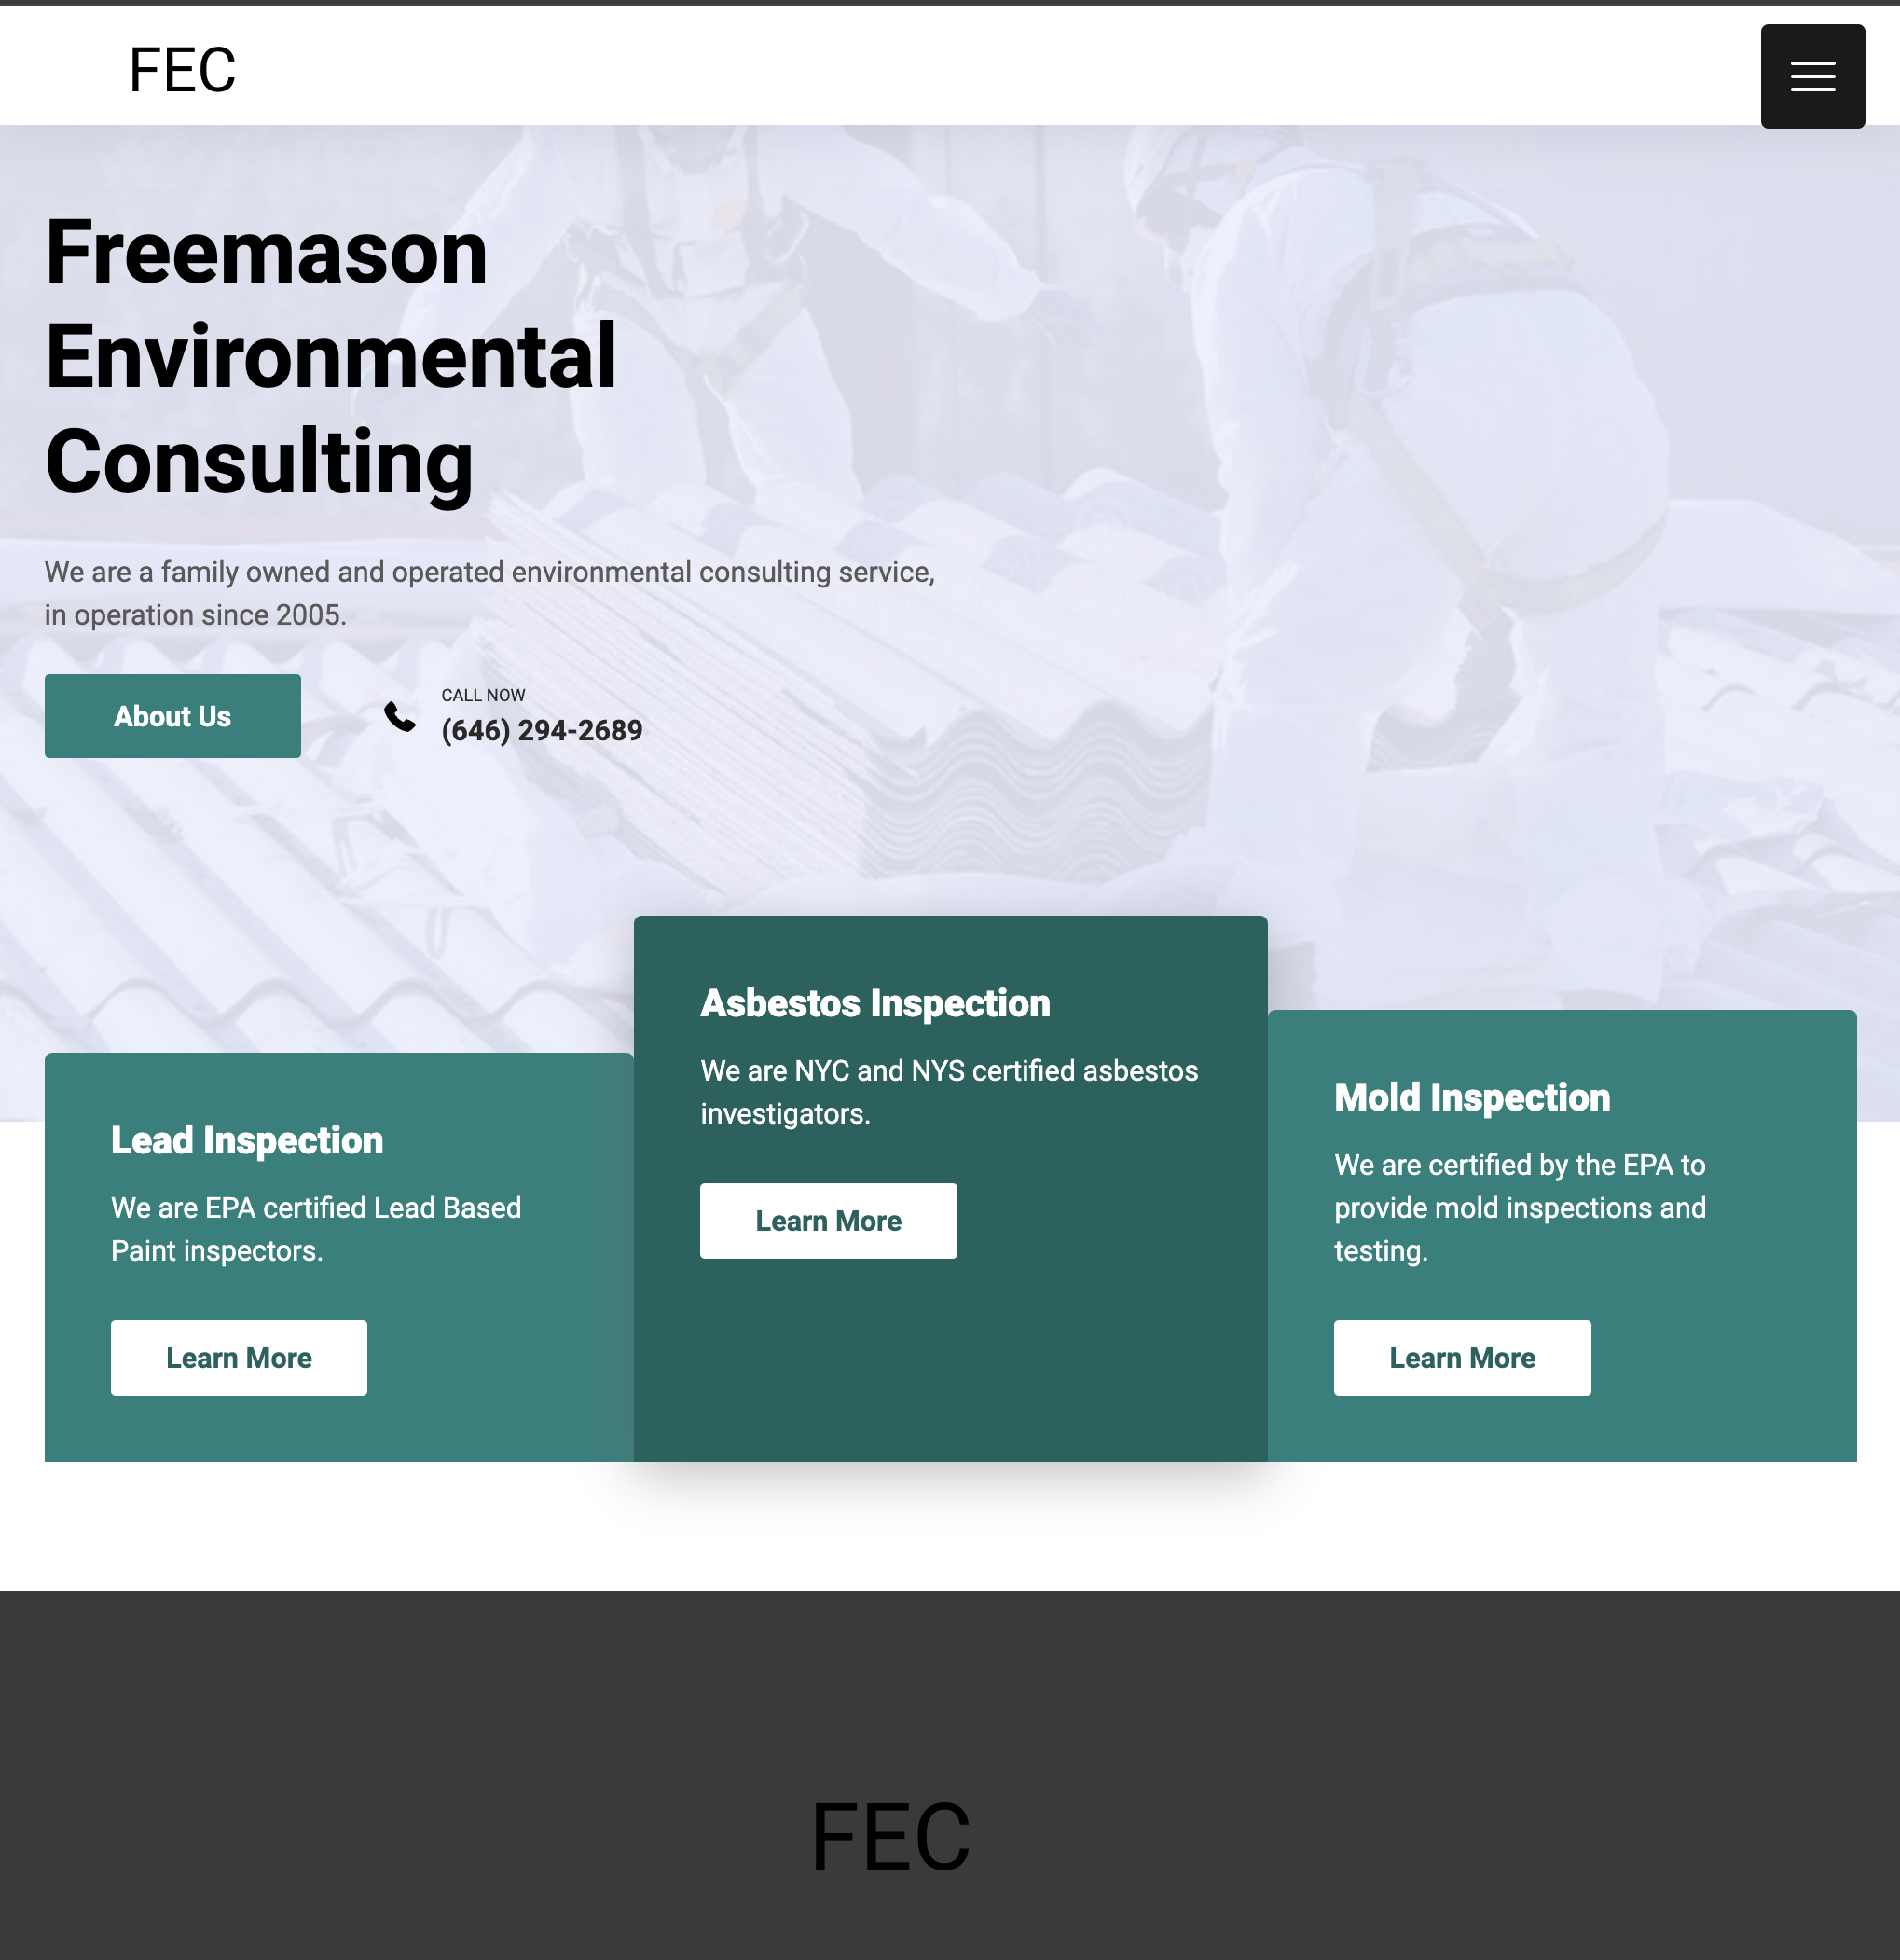 FEC
Freemason
Environmental
Consulting
We are a family owned and operated environmental consulting service,
in operation since 2005.
About Us
CALL NOW
(646) 294-2689
Lead Inspection
We are EPA certified Lead Based
Paint inspectors.
Learn More
Asbestos Inspection
We are NYC and NYS certified asbestos
investigators.
Learn More
Mold Inspection
We are certified by the EPA to
provide mold inspections and
testing.
Learn More
FEC